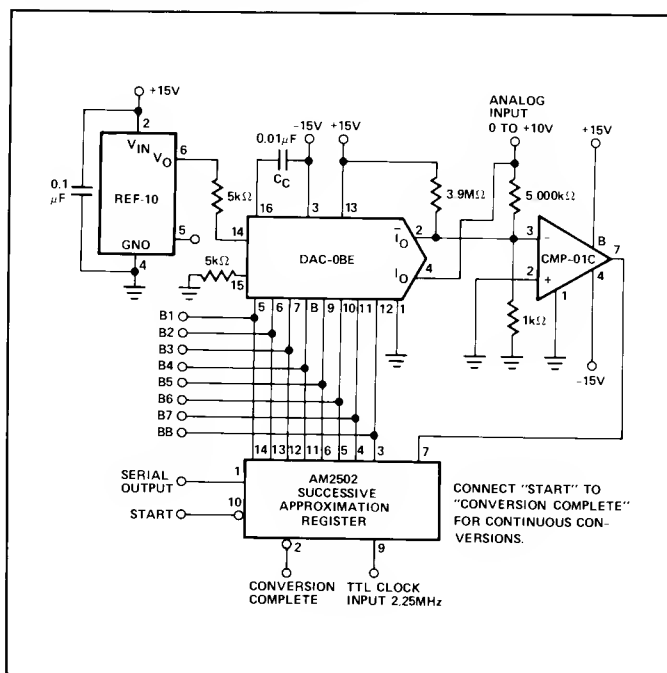 +15V
2
VIN
VO
6
0.1
µF
REF-10
5
GNO
4
5kΩ
0.01µF
CC
-15V
+15V
16
3
13
14
DAC-0BE
15
5kΩ
2
ĪO
IO
4
3.9MΩ
ANALOG
INPUT
0 TO +10V
5 000kΩ
1kΩ
+15V
B
7
3
-
CMP-01C
2
+
4
1
-15V
5 6 7 B 9 10 11 12 1
B1
B2
B3
B4
B5
B6
B7
BB
14 13 12 11 6 5 4 3 7
SERIAL
OUTPUT
1
START
10
AM2502
SUCCESSIVE
APPROXIMATION
REGISTER
2
9
CONVERSION
COMPLETE
TTL CLOCK
INPUT 2.25MHz
CONNECT "START" TO
"CONVERSION COMPLETE"
FOR CONTINUOUS CON-
VERSIONS.